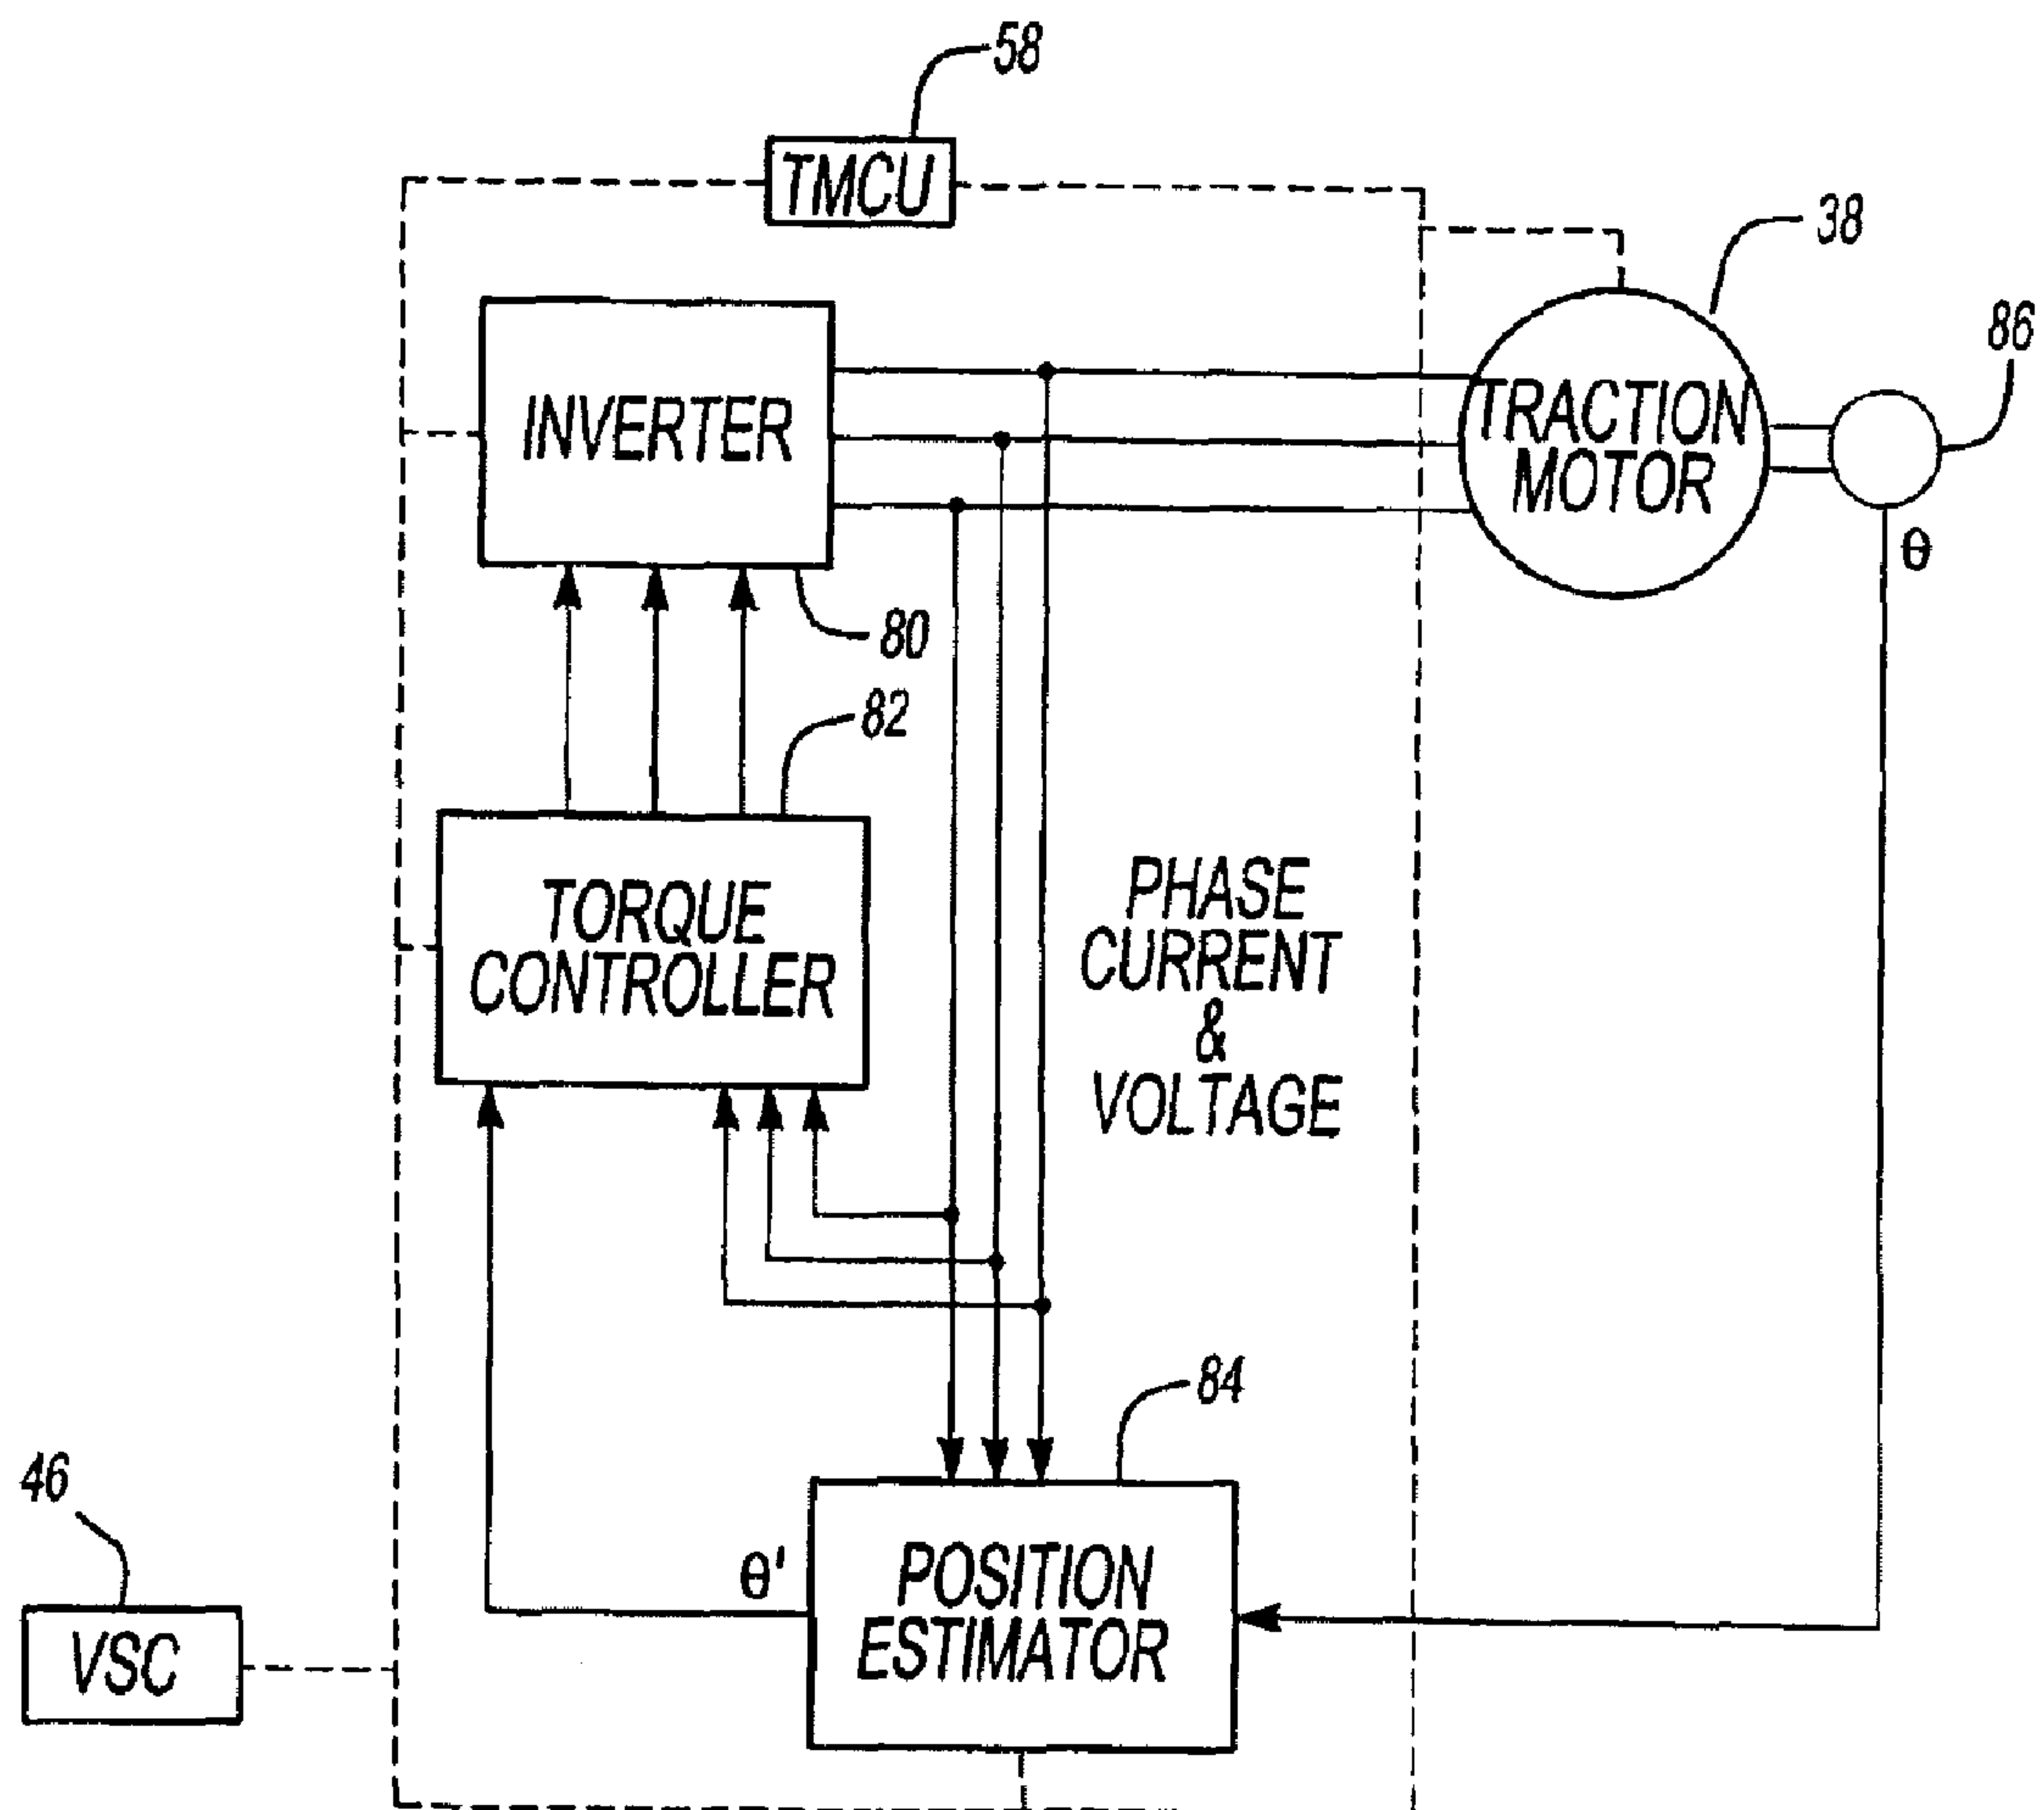 58
TMCU
38
86
INVERTER
TRACTION
MOTOR
θ
80
82
TORQUE
CONTROLLER
PHASE
CURRENT
&
VOLTAGE
84
46
θ'
POSITION
ESTIMATOR
VSC